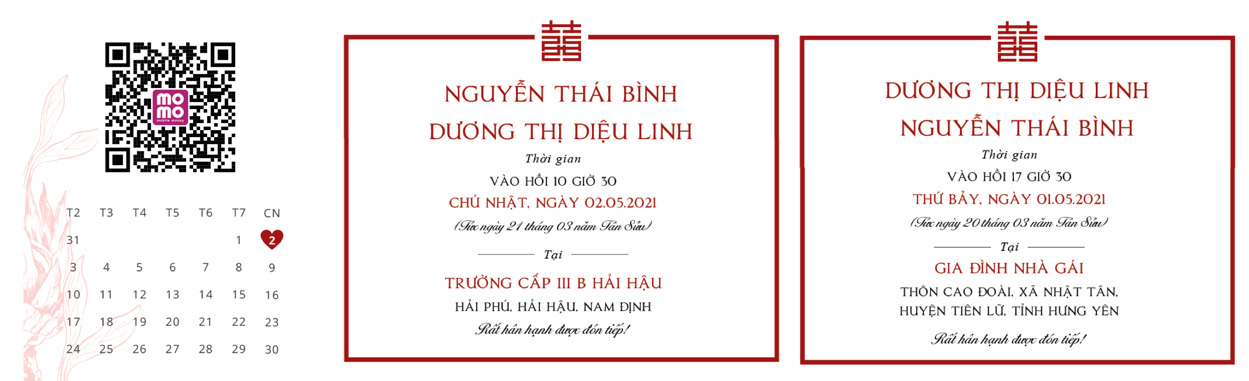 MOMO
mobile money
T2 T3 T4 T5 T6 T7 CN
31 1 2
3 4 5 6 7 8 9
10 11 12 13 14 15 16
17 18 19 20 21 22 23
24 25 26 27 28 29 30
囍
NGUYỄN THÁI BÌNH
DƯƠNG THỊ DIỆU LINH
Thời gian
VÀO HỒI 10 GIỜ 30
CHỦ NHẬT, NGÀY 02.05.2021
(Tức ngày 21 tháng 03 năm Tân Sửu)
Tại
TRƯỜNG CẤP III B HẢI HẬU
HẢI PHÚ, HẢI HẬU, NAM ĐỊNH
Rất hân hạnh được đón tiếp!
囍
DƯƠNG THỊ DIỆU LINH
NGUYỄN THÁI BÌNH
Thời gian
VÀO HỒI 17 GIỜ 30
THỨ BẢY, NGÀY 01.05.2021
(Tức ngày 20 tháng 03 năm Tân Sửu)
Tại
GIA ĐÌNH NHÀ GÁI
THÔN CAO ĐOÀI, XÃ NHẬT TÂN,
HUYỆN TIÊN LỮ, TỈNH HƯNG YÊN
Rất hân hạnh được đón tiếp!